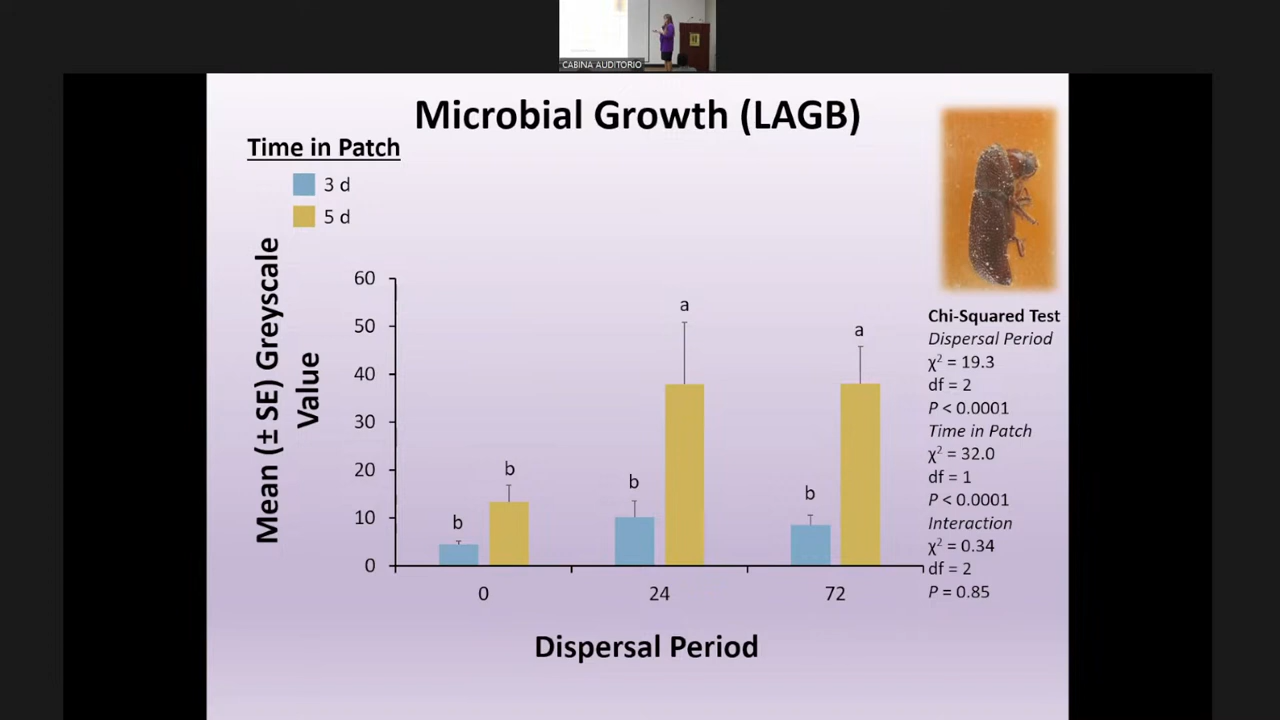 CABINA AUDITORIO
Microbial Growth (LAGB)
Time in Patch
3 d
5 d
Mean (± SE) Greyscale
Value
60
50
40
30
20
10
0
b
b
b
a
b
a
0
24
72
Dispersal Period
Chi-Squared Test
Dispersal Period
χ² = 19.3
df = 2
P < 0.0001
Time in Patch
χ² = 32.0
df = 1
P < 0.0001
Interaction
χ² = 0.34
df = 2
P = 0.85